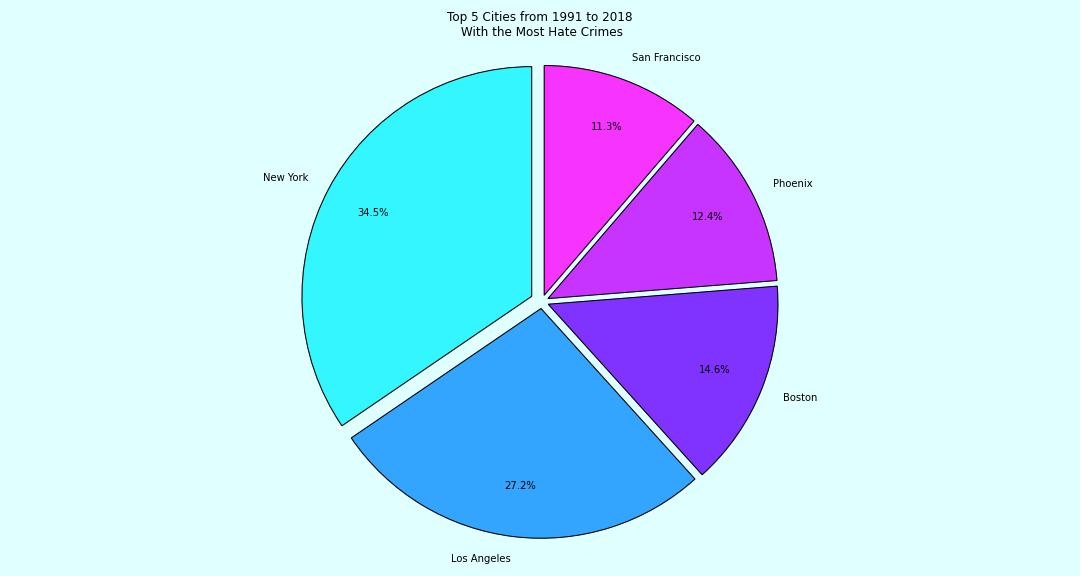 Top 5 Cities from 1991 to 2018
With the Most Hate Crimes
San Francisco
11.3%
New York
34.5%
Phoenix
12.4%
14.6%
Boston
27.2%
Los Angeles